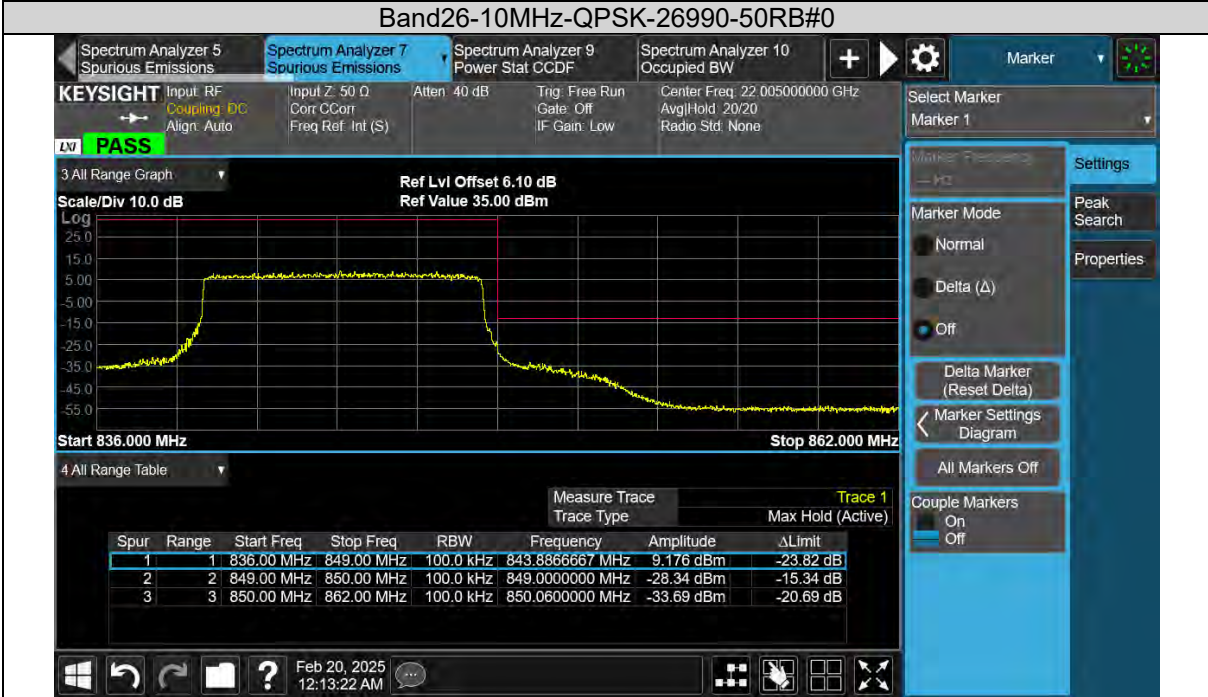 Band26-10MHz-QPSK-26990-50RB#0
Spectrum Analyzer 5
Spurious Emissions
Spectrum Analyzer 7
Spurious Emissions
Spectrum Analyzer 9
Power Stat CCDF
Spectrum Analyzer 10
Occupied BW
+
Marker
KEYSIGHT
Input: RF
Coupling: DC
Align: Auto
Input Z: 50 Ω
Corr CCorr
Freq Ref: Int (S)
Atten: 40 dB
Trig: Free Run
Gate: Off
IF Gain: Low
Center Freq: 22.005000000 GHz
Avg|Hold: 20/20
Radio Std: None
LXI
PASS
Select Marker
Marker 1
Marker Frequency
--- Hz
Settings
Peak
Search
Properties
Marker Mode
Normal
Delta (Δ)
Off
Delta Marker
(Reset Delta)
Marker Settings
Diagram
All Markers Off
Couple Markers
On
Off
3 All Range Graph
Ref Lvl Offset 6.10 dB
Scale/Div 10.0 dB
Ref Value 35.00 dBm
Log
25.0
15.0
5.00
-5.00
-15.0
-25.0
-35.0
-45.0
-55.0
Start 836.000 MHz
Stop 862.000 MHz
4 All Range Table
Measure Trace Trace 1
Trace Type Max Hold (Active)
Spur Range Start Freq Stop Freq RBW Frequency Amplitude ΔLimit
1 1 836.00 MHz 849.00 MHz 100.0 kHz 843.8866667 MHz 9.176 dBm -23.82 dB
2 2 849.00 MHz 850.00 MHz 100.0 kHz 849.0000000 MHz -28.34 dBm -15.34 dB
3 3 850.00 MHz 862.00 MHz 100.0 kHz 850.0600000 MHz -33.69 dBm -20.69 dB
?
Feb 20, 2025
12:13:22 AM